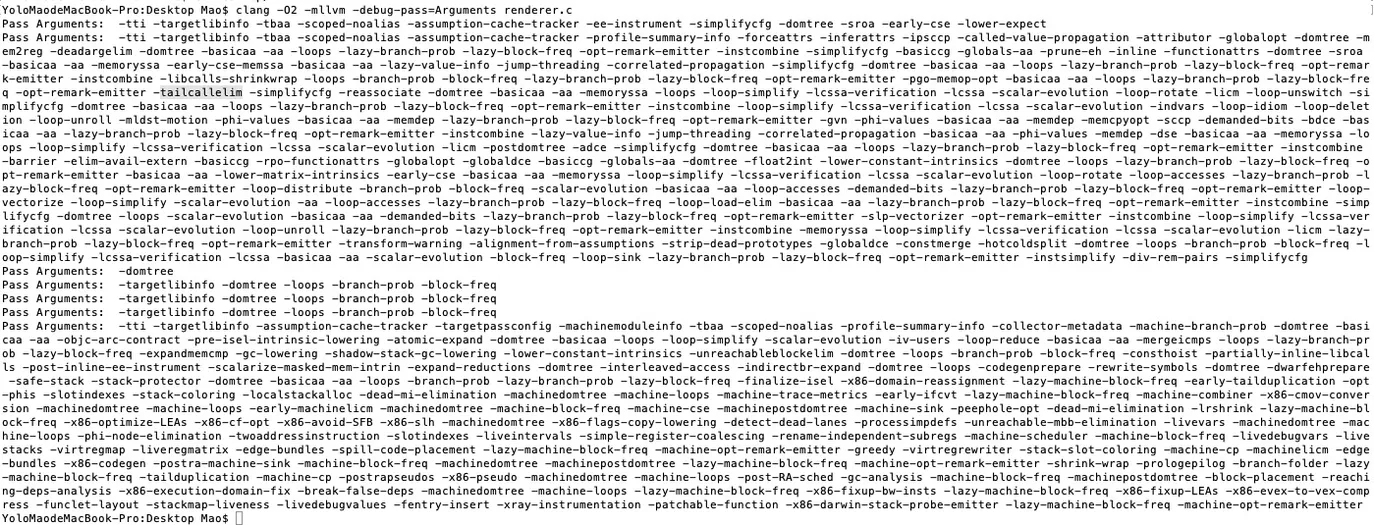 YoloMaodeMacBook-Pro:Desktop Mao$ clang -O2 -mllvm -debug-pass=Arguments renderer.c
Pass Arguments:  -tti -targetlibinfo -tbaa -scoped-noalias -assumption-cache-tracker -ee-instrument -simplifycfg -domtree -sroa -early-cse -lower-expect
Pass Arguments:  -tti -targetlibinfo -tbaa -scoped-noalias -assumption-cache-tracker -profile-summary-info -forceattrs -inferattrs -ipsccp -called-value-propagation -attributor -globalopt -domtree -m
em2reg -deadargelim -domtree -basicaa -aa -loops -lazy-branch-prob -lazy-block-freq -opt-remark-emitter -instcombine -simplifycfg -basiccg -globals-aa -prune-eh -inline -functionattrs -domtree -sroa
-basicaa -aa -memoryssa -early-cse-memssa -basicaa -aa -lazy-value-info -jump-threading -correlated-propagation -simplifycfg -domtree -basicaa -aa -loops -lazy-branch-prob -lazy-block-freq -opt-remar
k-emitter -instcombine -libcalls-shrinkwrap -loops -branch-prob -block-freq -lazy-branch-prob -lazy-block-freq -opt-remark-emitter -pgo-memop-opt -basicaa -aa -loops -lazy-branch-prob -lazy-block-fre
q -opt-remark-emitter -tailcallelim -simplifycfg -reassociate -domtree -basicaa -aa -memoryssa -loops -loop-simplify -lcssa-verification -lcssa -scalar-evolution -loop-rotate -licm -loop-unswitch -si
mplifycfg -domtree -basicaa -aa -loops -lazy-branch-prob -lazy-block-freq -opt-remark-emitter -instcombine -loop-simplify -lcssa-verification -lcssa -scalar-evolution -indvars -loop-idiom -loop-delet
ion -loop-unroll -mldst-motion -phi-values -basicaa -aa -memdep -lazy-branch-prob -lazy-block-freq -opt-remark-emitter -gvn -phi-values -basicaa -aa -memdep -memcpyopt -sccp -demanded-bits -bdce -bas
icaa -aa -lazy-branch-prob -lazy-block-freq -opt-remark-emitter -instcombine -lazy-value-info -jump-threading -correlated-propagation -basicaa -aa -phi-values -memdep -dse -basicaa -aa -memoryssa -lo
ops -loop-simplify -lcssa-verification -lcssa -scalar-evolution -licm -postdomtree -adce -simplifycfg -domtree -basicaa -aa -loops -lazy-branch-prob -lazy-block-freq -opt-remark-emitter -instcombine
-barrier -elim-avail-extern -basiccg -rpo-functionattrs -globalopt -globaldce -basiccg -globals-aa -domtree -float2int -lower-constant-intrinsics -domtree -loops -lazy-branch-prob -lazy-block-freq -o
pt-remark-emitter -basicaa -aa -lower-matrix-intrinsics -early-cse -basicaa -aa -memoryssa -loop-simplify -lcssa-verification -lcssa -scalar-evolution -loop-rotate -loop-accesses -lazy-branch-prob -l
azy-block-freq -opt-remark-emitter -loop-distribute -branch-prob -block-freq -scalar-evolution -basicaa -aa -loop-accesses -demanded-bits -lazy-branch-prob -lazy-block-freq -opt-remark-emitter -loop-
vectorize -loop-simplify -scalar-evolution -aa -loop-accesses -lazy-branch-prob -lazy-block-freq -loop-load-elim -basicaa -aa -lazy-branch-prob -lazy-block-freq -opt-remark-emitter -instcombine -simp
lifycfg -domtree -loops -scalar-evolution -basicaa -aa -demanded-bits -lazy-branch-prob -lazy-block-freq -opt-remark-emitter -slp-vectorizer -opt-remark-emitter -instcombine -loop-simplify -lcssa-ver
ification -lcssa -scalar-evolution -loop-unroll -lazy-branch-prob -lazy-block-freq -opt-remark-emitter -instcombine -memoryssa -loop-simplify -lcssa-verification -lcssa -scalar-evolution -licm -lazy-
branch-prob -lazy-block-freq -opt-remark-emitter -transform-warning -alignment-from-assumptions -strip-dead-prototypes -globaldce -constmerge -hotcoldsplit -domtree -loops -branch-prob -block-freq -l
oop-simplify -lcssa-verification -lcssa -basicaa -aa -scalar-evolution -block-freq -loop-sink -lazy-branch-prob -lazy-block-freq -opt-remark-emitter -instsimplify -div-rem-pairs -simplifycfg
Pass Arguments:  -domtree
Pass Arguments:  -targetlibinfo -domtree -loops -branch-prob -block-freq
Pass Arguments:  -targetlibinfo -domtree -loops -branch-prob -block-freq
Pass Arguments:  -targetlibinfo -domtree -loops -branch-prob -block-freq
Pass Arguments:  -tti -targetlibinfo -assumption-cache-tracker -targetpassconfig -machinemoduleinfo -tbaa -scoped-noalias -profile-summary-info -collector-metadata -machine-branch-prob -domtree -basi
caa -aa -objc-arc-contract -pre-isel-intrinsic-lowering -atomic-expand -domtree -basicaa -loops -loop-simplify -scalar-evolution -iv-users -loop-reduce -basicaa -aa -mergeicmps -loops -lazy-branch-pr
ob -lazy-block-freq -expandmemcmp -gc-lowering -shadow-stack-gc-lowering -lower-constant-intrinsics -unreachableblockelim -domtree -loops -branch-prob -block-freq -consthoist -partially-inline-libcal
ls -post-inline-ee-instrument -scalarize-masked-mem-intrin -expand-reductions -domtree -interleaved-access -indirectbr-expand -domtree -loops -codegenprepare -rewrite-symbols -domtree -dwarfehprepare
 -safe-stack -stack-protector -domtree -basicaa -aa -loops -branch-prob -lazy-branch-prob -lazy-block-freq -finalize-isel -x86-domain-reassignment -lazy-machine-block-freq -early-tailduplication -opt
-phis -slotindexes -stack-coloring -localstackalloc -dead-mi-elimination -machinedomtree -machine-loops -machine-trace-metrics -early-ifcvt -lazy-machine-block-freq -machine-combiner -x86-cmov-conver
sion -machinedomtree -machine-loops -early-machinelicm -machinedomtree -machine-block-freq -machine-cse -machinepostdomtree -machine-sink -peephole-opt -dead-mi-elimination -lrshrink -lazy-machine-bl
ock-freq -x86-optimize-LEAs -x86-cf-opt -x86-avoid-SFB -x86-slh -machinedomtree -x86-flags-copy-lowering -detect-dead-lanes -processimpdefs -unreachable-mbb-elimination -livevars -machinedomtree -mac
hine-loops -phi-node-elimination -twoaddressinstruction -slotindexes -liveintervals -simple-register-coalescing -rename-independent-subregs -machine-scheduler -machine-block-freq -livedebugvars -live
stacks -virtregmap -liveregmatrix -edge-bundles -spill-code-placement -lazy-machine-block-freq -machine-opt-remark-emitter -greedy -virtregrewriter -stack-slot-coloring -machine-cp -machinelicm -edge
-bundles -x86-codegen -postra-machine-sink -machine-block-freq -machinedomtree -machinepostdomtree -lazy-machine-block-freq -machine-opt-remark-emitter -shrink-wrap -prologepilog -branch-folder -lazy
-machine-block-freq -tailduplication -machine-cp -postrapseudos -x86-pseudo -machinedomtree -machine-loops -post-RA-sched -gc-analysis -machine-block-freq -machinepostdomtree -block-placement -reachi
ng-deps-analysis -x86-execution-domain-fix -break-false-deps -machinedomtree -machine-loops -lazy-machine-block-freq -x86-fixup-bw-insts -lazy-machine-block-freq -x86-fixup-LEAs -x86-evex-to-vex-comp
ress -funclet-layout -stackmap-liveness -livedebugvalues -fentry-insert -xray-instrumentation -patchable-function -x86-darwin-stack-probe-emitter -lazy-machine-block-freq -machine-opt-remark-emitter
YoloMaodeMacBook-Pro:Desktop Mao$